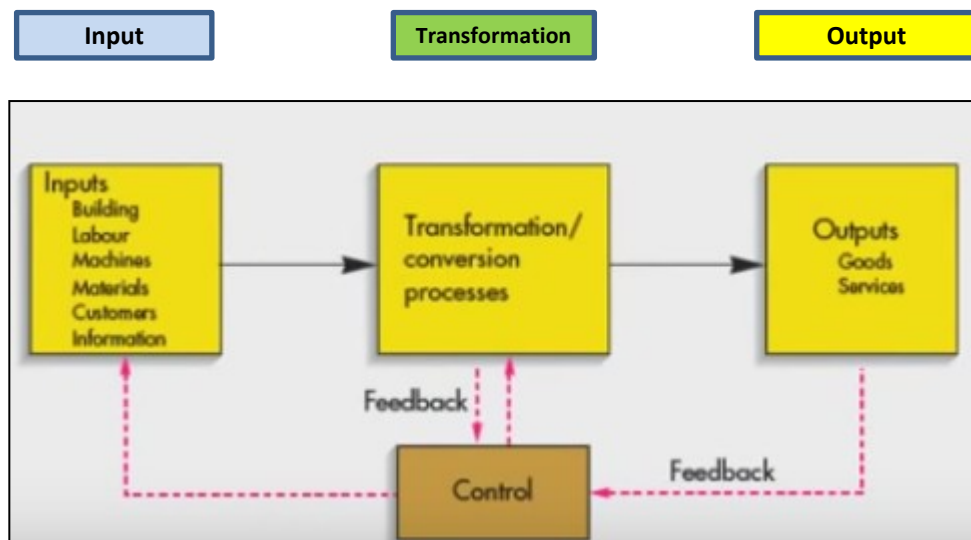 Input
Transformation
Output
Inputs
Building
Labour
Machines
Materials
Customers
Information
Transformation/
conversion
processes
Outputs
Goods
Services
Feedback
Control
Feedback